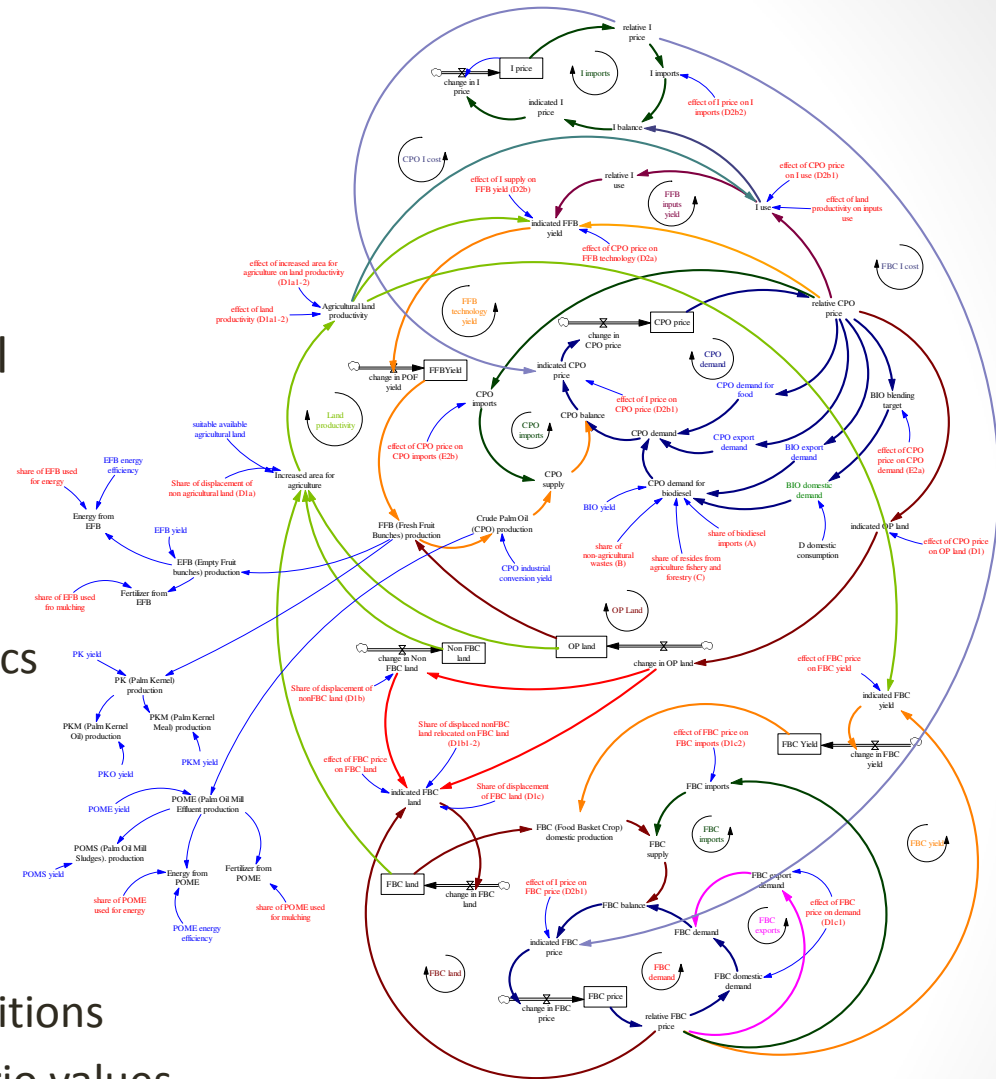 relative I
price
I price
change in I
price
I imports
I imports
effect of I price on I
imports (D2b2)
indicated I
price
I balance
CPO I cost
effect of CPO price
on I use (D2b1)
relative I
use
effect of I supply on
FFB yield (D2b)
FFB
inputs
yield
I use
effect of land
productivity on inputs
use
indicated FFB
yield
effect of CPO price on
FFB technology (D2a)
FBC I cost
effect of increased area for
agriculture on land productivity
(D1a1-2)
effect of land
productivity (D1a1-2)
Agricultural land
productivity
FFB
technology
yield
relative CPO
price
CPO price
change in
CPO price
l
CPO
demand
indicated CPO
price
FFBYield
change in POF
yield
CPO
imports
CPO demand for
food
BIO blending
target
effect of I price on
CPO price (D2b1)
Land
productivity
suitable available
agricultural land
CPO balance
CPO
imports
CPO demand
CPO export
demand
BIO export
demand
effect of CPO
price on CPO
demand (E2a)
effect of CPO price on
CPO imports (E2b)
share of EFB used
for energy
EFB energy
efficiency
Share of displacement of
non agricultural land (D1a)
Increased area for
agriculture
CPO
supply
CPO demand for
biodiesel
BIO domestic
demand
BIO yield
Energy from
EFB
EFB yield
FFB (Fresh Fruit
Bunches) production
Crude Palm Oil
(CPO) production
share of biodiesel
imports (A)
indicated OP land
effect of CPO price
on OP land (D1)
share of
non-agricultural
wastes (B)
share of resides from
agriculture fishery and
forestry (C)
D domestic
consumption
EFB (Empty Fruit
bunches) production
CPO industrial
conversion yield
share of EFB used
fro mulching
Fertilizer from
EFB
OP Land
cs
PK yield
Non FBC
land
OP land
change in Non
FBC land
change in OP land
effect of FBC price
on FBC yield
PK (Palm Kernel)
production
Share of displacement of
nonFBC land (D1b)
indicated FBC
yield
PKM (Palm Kernel
Oil) production
PKM (Palm Kernel
Meal) production
Share of displaced nonFBC
land relocated on FBC land
(D1b1-2)
effect of FBC price on
FBC imports (D1c2)
FBC Yield
change in FBC
yield
PKO yield
PKM yield
effect of FBC price
on FBC land
indicated FBC
land
Share of displacement
of FBC land (D1c)
FBC imports
POME yield
POME (Palm Oil Mill
Effluent production
FBC (Food Basket Crop)
domestic production
FBC
imports
FBC
supply
FBC yield
POMS (Palm Oil Mill
Sludges). production
POMS yield
Energy from
POME
Fertilizer from
POME
FBC land
change in FBC
land
effect of I price on
FBC price (D2b1)
FBC export
demand
share of POME
used for energy
share of POME used
for mulching
FBC balance
effect of FBC
price on demand
(D1c1)
FBC
exports
POME energy
efficiency
FBC demand
indicated FBC
price
FBC land
FBC
demand
FBC domestic
demand
FBC price
change in FBC
price
relative FBC
price
itions
rio values